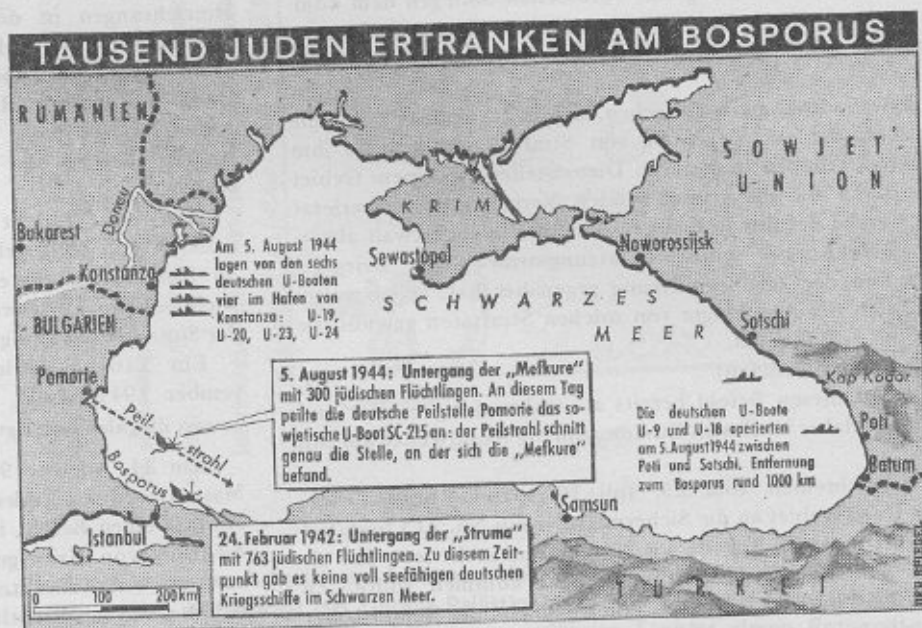 TAUSEND JUDEN ERTRANKEN AM BOSPORUS
RUMÄNIEN
SOWJET-
UNION
KRIM
Donau
Bukarest
Konstanza
Am 5. August 1944
lagen von den sechs
deutschen U-Booten
vier im Hafen von
Konstanza: U-19,
U-20, U-23, U-24
Sewastopol
Noworossijsk
SCHWARZES
MEER
BULGARIEN
Sotschi
Pomorie
5. August 1944: Untergang der „Mefkure“
mit 300 jüdischen Flüchtlingen. An diesem Tag
peilte die deutsche Peilstelle Pomorie das so-
wjetische U-Boot SC-215 an: der Peilstrahl schnitt
genau die Stelle, an der sich die „Mefkure“
befand.
Peil-
strahl
Kap Kodor
Die deutschen U-Boote
U-9 und U-18 operierten
am 5. August 1944 zwischen
Poti und Sotschi. Entfernung
zum Bosporus rund 1000 km
Poti
Batum
Bosporus
Istanbul
Samsun
24. Februar 1942: Untergang der „Struma“
mit 763 jüdischen Flüchtlingen. Zu diesem Zeit-
punkt gab es keine voll seefähigen deutschen
Kriegsschiffe im Schwarzen Meer.
TÜRKEI
0 100 200 km